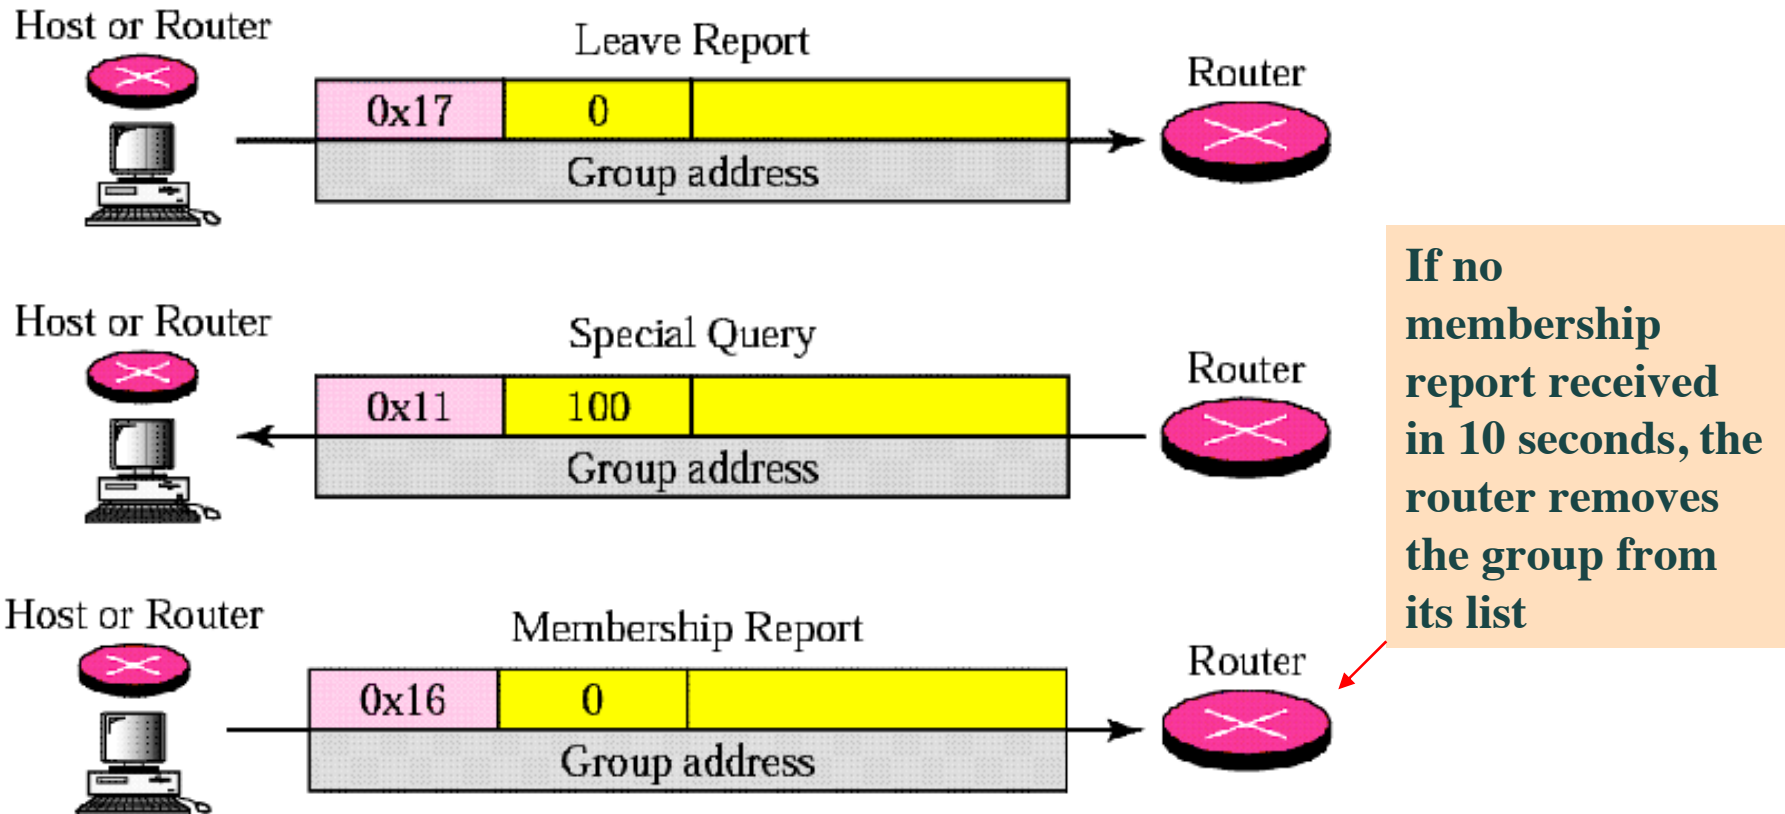 Host or Router
Leave Report
Router
0x17 0
Group address
Host or Router
Special Query
Router
0x11 100
Group address
If no
membership
report received
in 10 seconds, the
router removes
the group from
its list
Host or Router
Membership Report
Router
0x16 0
Group address